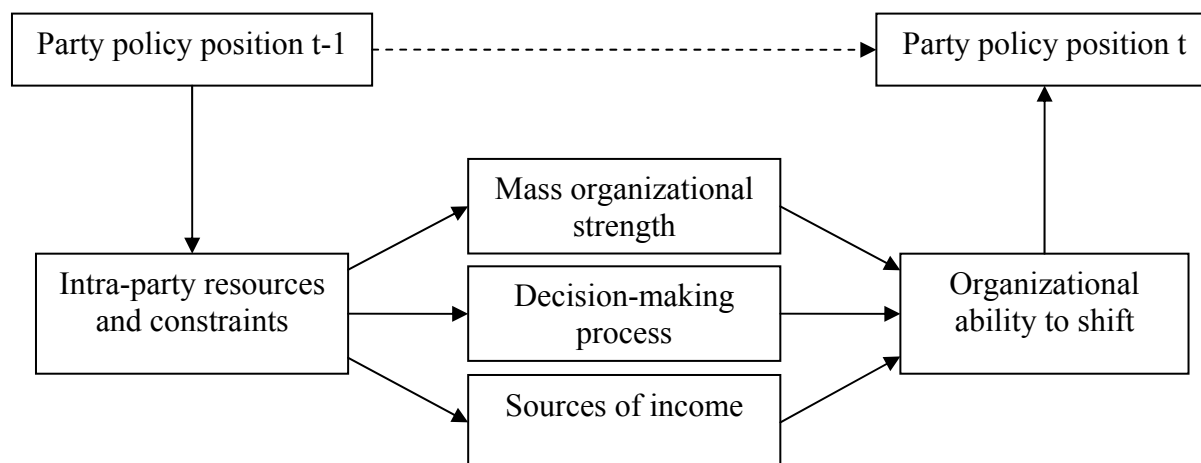 Party policy position t-1
Party policy position t
Mass organizational
strength
Intra-party resources
and constraints
Decision-making
process
Organizational
ability to shift
Sources of income